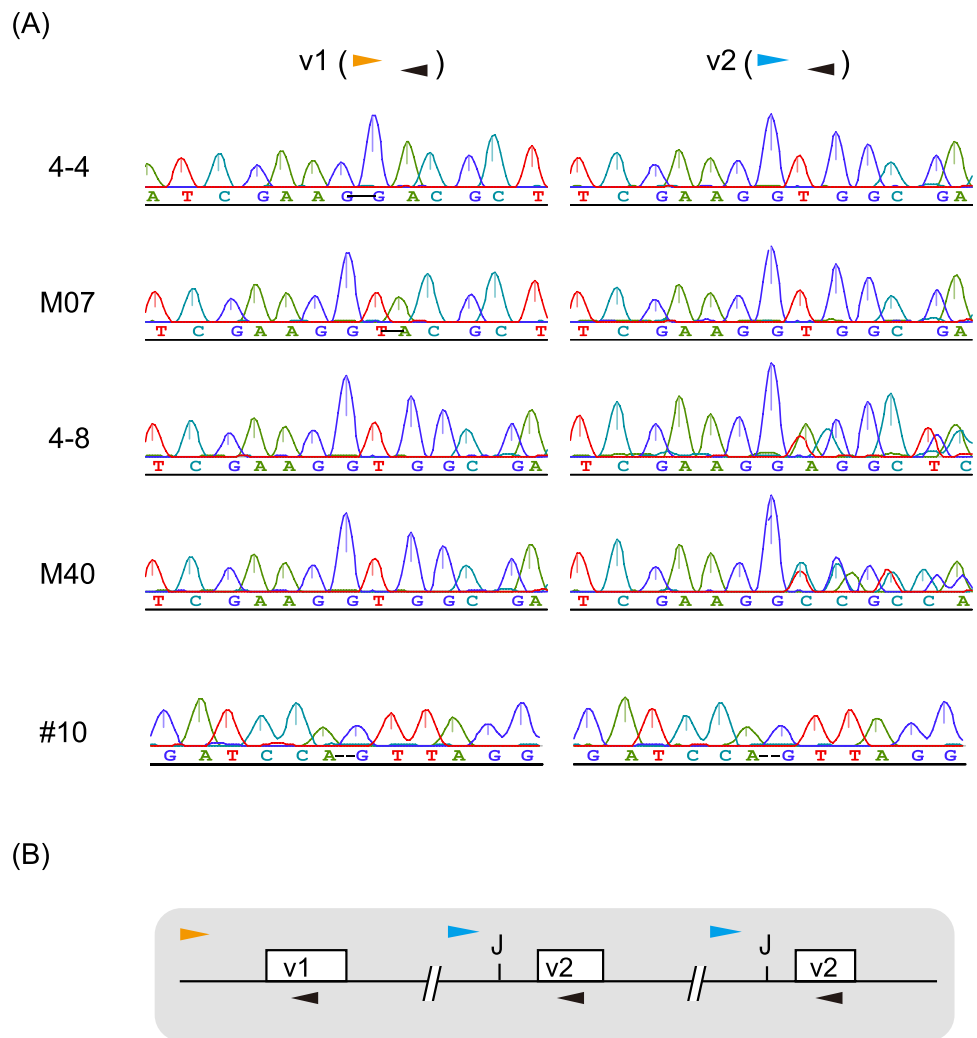 (A)
v1 ( ) v2 ( )
4-4
A T C G A A G G A C G C T T C G A A G G T G G C G A
M07
T C G A A G G T A C G C T T C G A A G G T G G C G A
4-8
T C G A A G G T G G C G A T C G A A G G A G G C T C
M40
T C G A A G G T G G C G A T C G A A G G C C G C C A
#10
G A T C C A--G T T A G G G A T C C A--G T T A G G
(B)
J J
v1 v2 v2